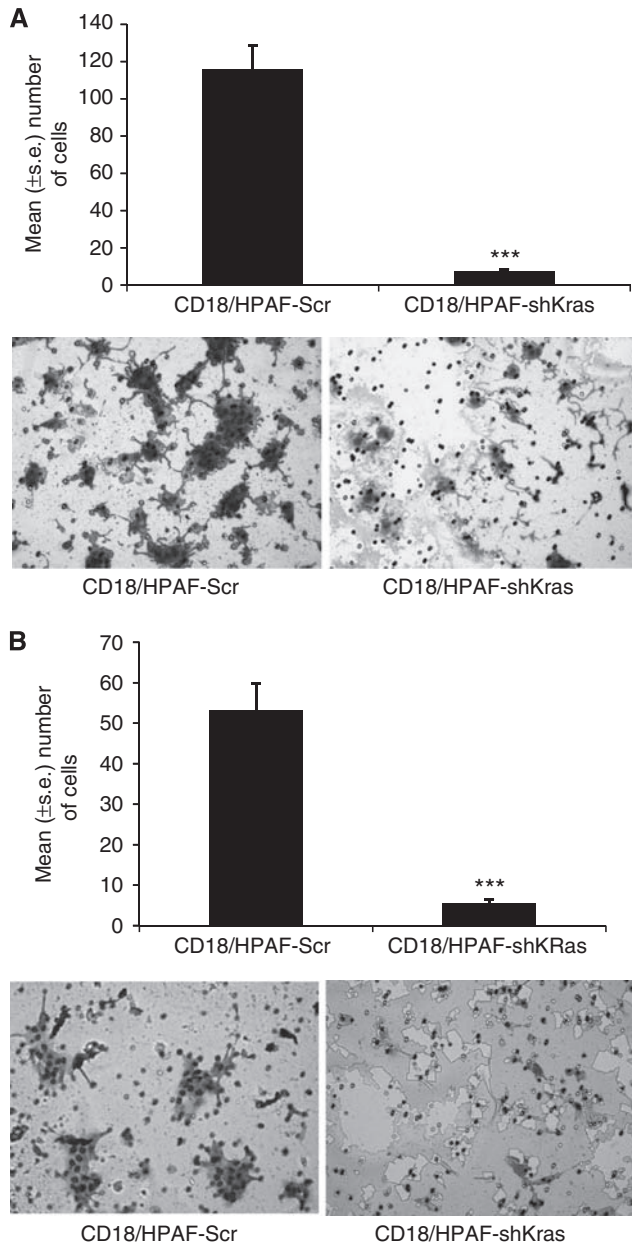 A
140
120
100
80
60
40
20
0
Mean (±s.e.) number
of cells
***
CD18/HPAF-Scr CD18/HPAF-shKras
CD18/HPAF-Scr CD18/HPAF-shKras
B
70
60
50
40
30
20
10
0
Mean (±s.e.) number
of cells
***
CD18/HPAF-Scr CD18/HPAF-shKRas
CD18/HPAF-Scr CD18/HPAF-shKras